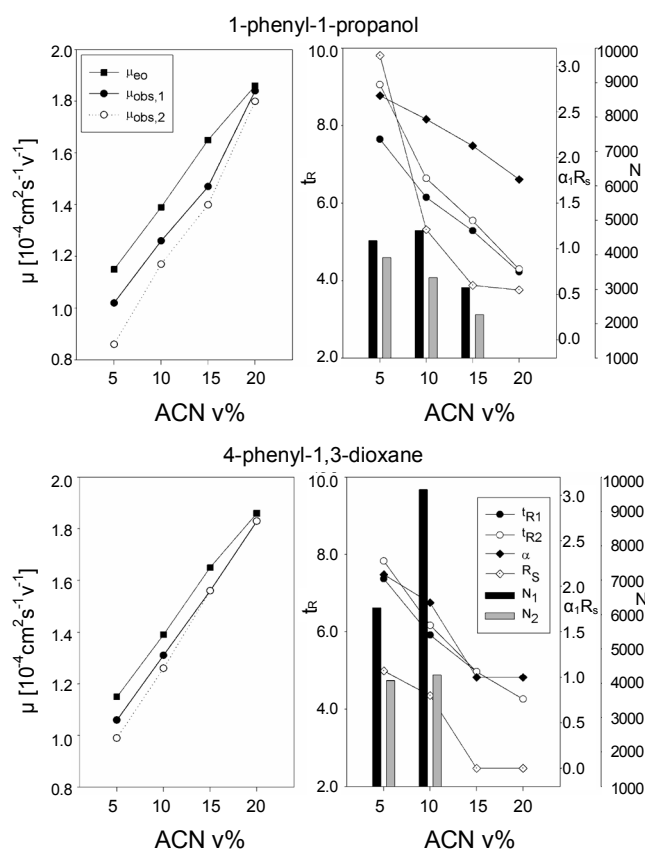 1-phenyl-1-propanol
μ [10⁻⁴cm²s⁻¹v⁻¹]
2.0
1.8
1.6
1.4
1.2
1.0
0.8
μeo
μobs,1
μobs,2
5 10 15 20
ACN v%
tR
10.0
8.0
6.0
4.0
2.0
3.0
2.5
2.0
1.5
1.0
0.5
0.0
α₁Rs
N
10000
9000
8000
7000
6000
5000
4000
3000
2000
1000
5 10 15 20
ACN v%
4-phenyl-1,3-dioxane
μ [10⁻⁴cm²s⁻¹v⁻¹]
2.0
1.8
1.6
1.4
1.2
1.0
0.8
5 10 15 20
ACN v%
tR
10.0
8.0
6.0
4.0
2.0
tR1
tR2
α
RS
N1
N2
3.0
2.5
2.0
1.5
1.0
0.5
0.0
α₁Rs
N
10000
9000
8000
7000
6000
5000
4000
3000
2000
1000
5 10 15 20
ACN v%